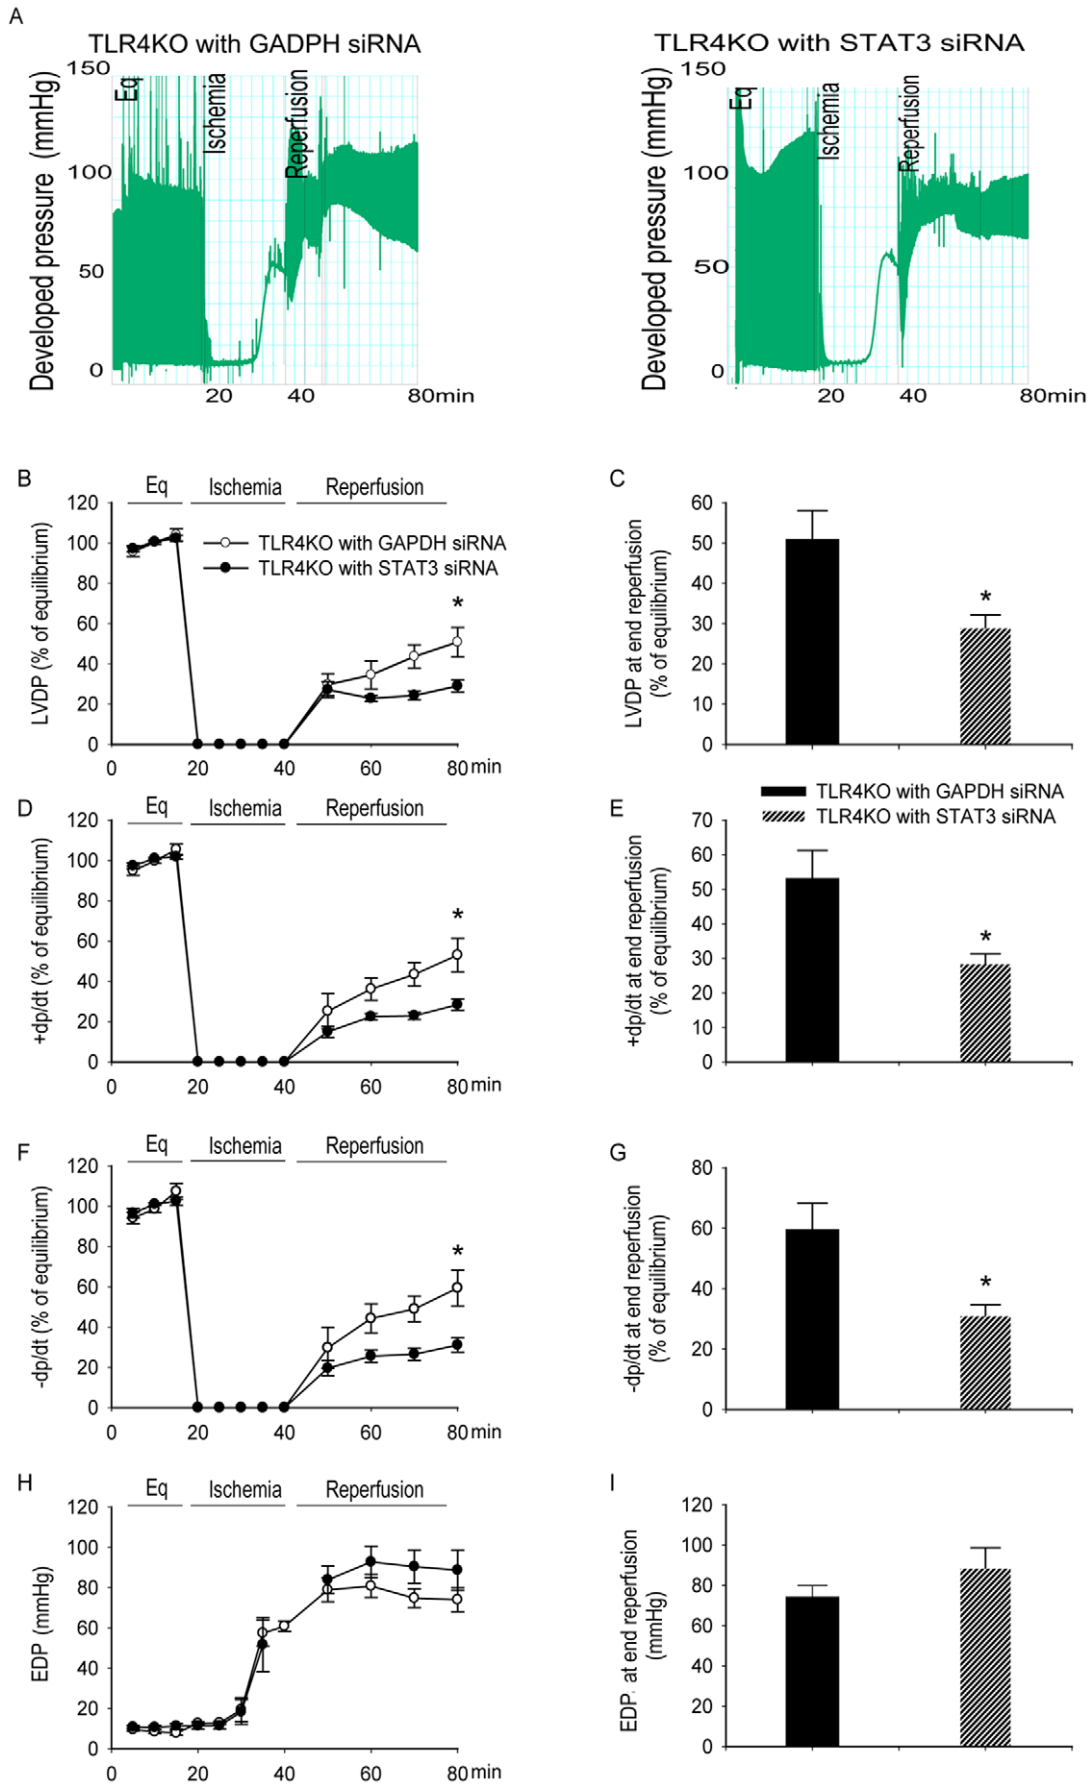 A
TLR4KO with GADPH siRNA
TLR4KO with STAT3 siRNA
Developed pressure (mmHg)
150
100
50
0
Eq
Ischemia
Reperfusion
20
40
80min
Developed pressure (mmHg)
150
100
50
0
Eq
Ischemia
Reperfusion
20
40
80min
B
Eq
Ischemia
Reperfusion
LVDP (% of equilibrium)
120
100
80
60
40
20
0
TLR4KO with GAPDH siRNA
TLR4KO with STAT3 siRNA
*
0
20
40
60
80min
C
LVDP at end reperfusion
(% of equilibrium)
60
50
40
30
20
10
0
*
D
Eq
Ischemia
Reperfusion
+dp/dt (% of equilibrium)
120
100
80
60
40
20
0
*
0
20
40
60
80min
TLR4KO with GAPDH siRNA
TLR4KO with STAT3 siRNA
E
+dp/dt at end reperfusion
(% of equilibrium)
70
60
50
40
30
20
10
0
*
F
Eq
Ischemia
Reperfusion
-dp/dt (% of equilibrium)
120
100
80
60
40
20
0
*
0
20
40
60
80min
G
-dp/dt at end reperfusion
(% of equilibrium)
80
60
40
20
0
*
H
Eq
Ischemia
Reperfusion
EDP (mmHg)
120
100
80
60
40
20
0
0
20
40
60
80min
I
EDP. at end reperfusion
(mmHg)
120
100
80
60
40
20
0